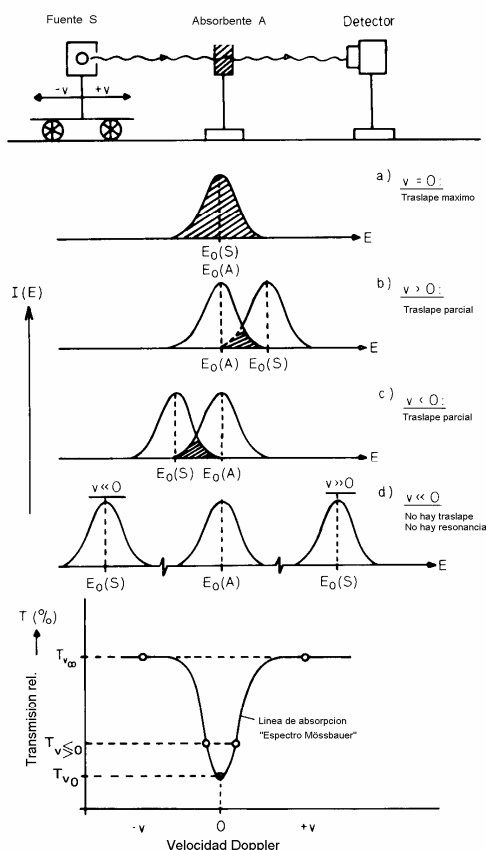 Fuente S
Absorbente A
Detector
-v +v
a) v = 0:
Traslape maximo
E
E₀(S)
E₀(A)
I(E)
b) v > 0:
Traslape parcial
E
E₀(A) E₀(S)
c) v < 0:
Traslape parcial
E
E₀(S) E₀(A)
v<<0
v>>0
d) v << 0
No hay traslape
No hay resonancia
E
E₀(S) E₀(A) E₀(S)
T (%)
Transmision rel.
Tv∞
Linea de absorpcion
"Espectro Mössbauer"
Tv≶0
Tv₀
-v 0 +v
Velocidad Doppler